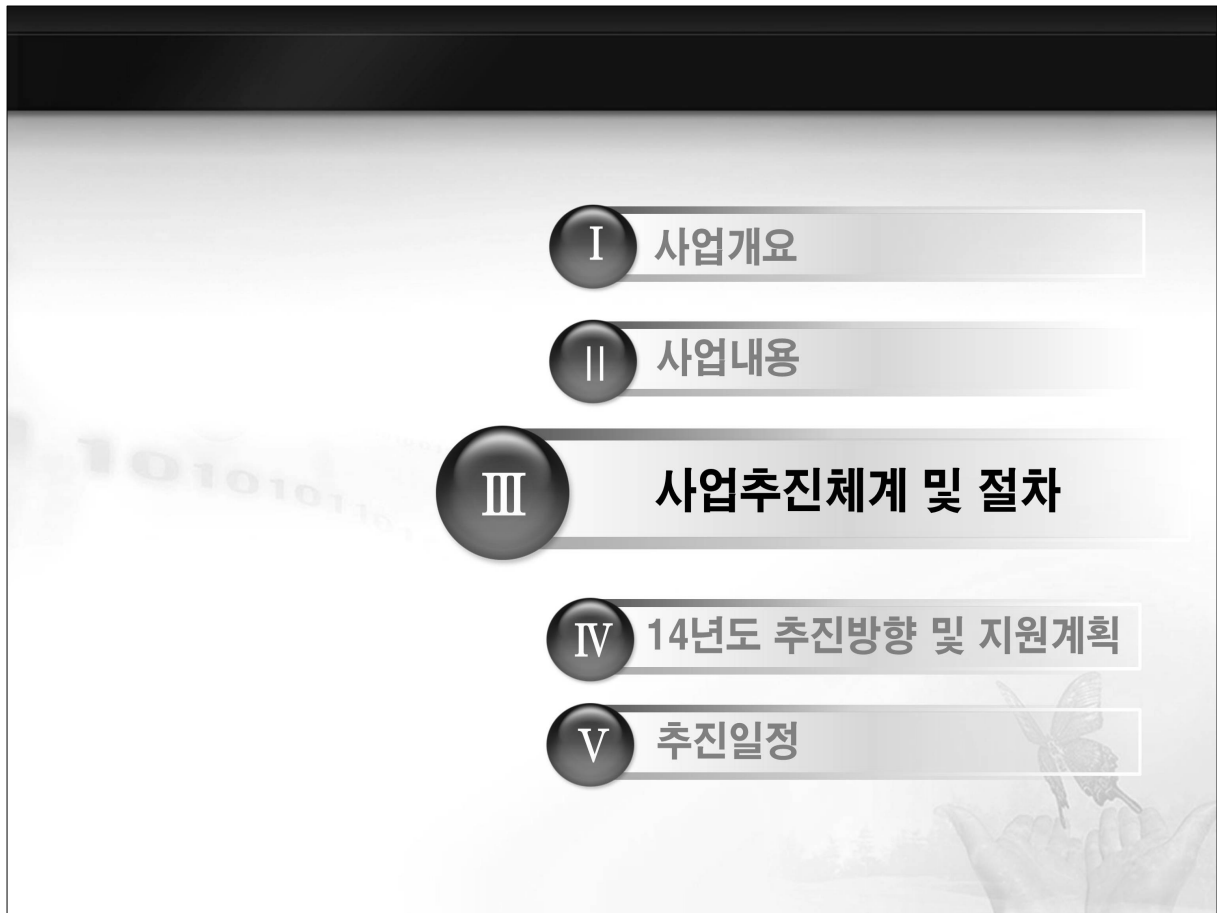 Ⅰ 사업개요
Ⅱ 사업내용
Ⅲ 사업추진체계 및 절차
Ⅳ 14년도 추진방향 및 지원계획
Ⅴ 추진일정